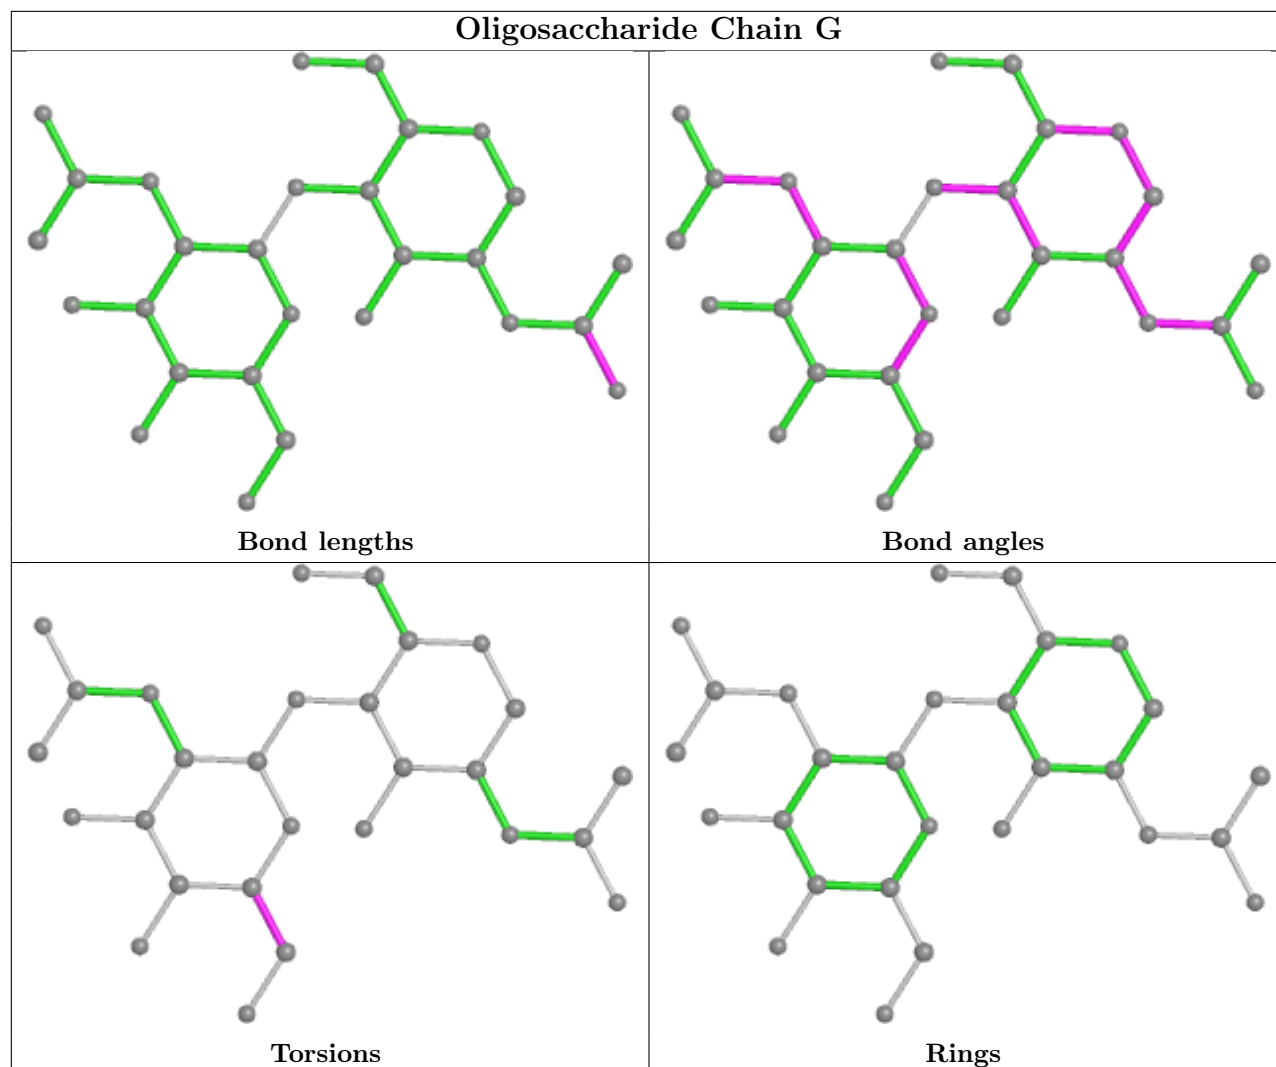 Oligosaccharide Chain G
Bond lengths
Bond angles
Torsions
Rings